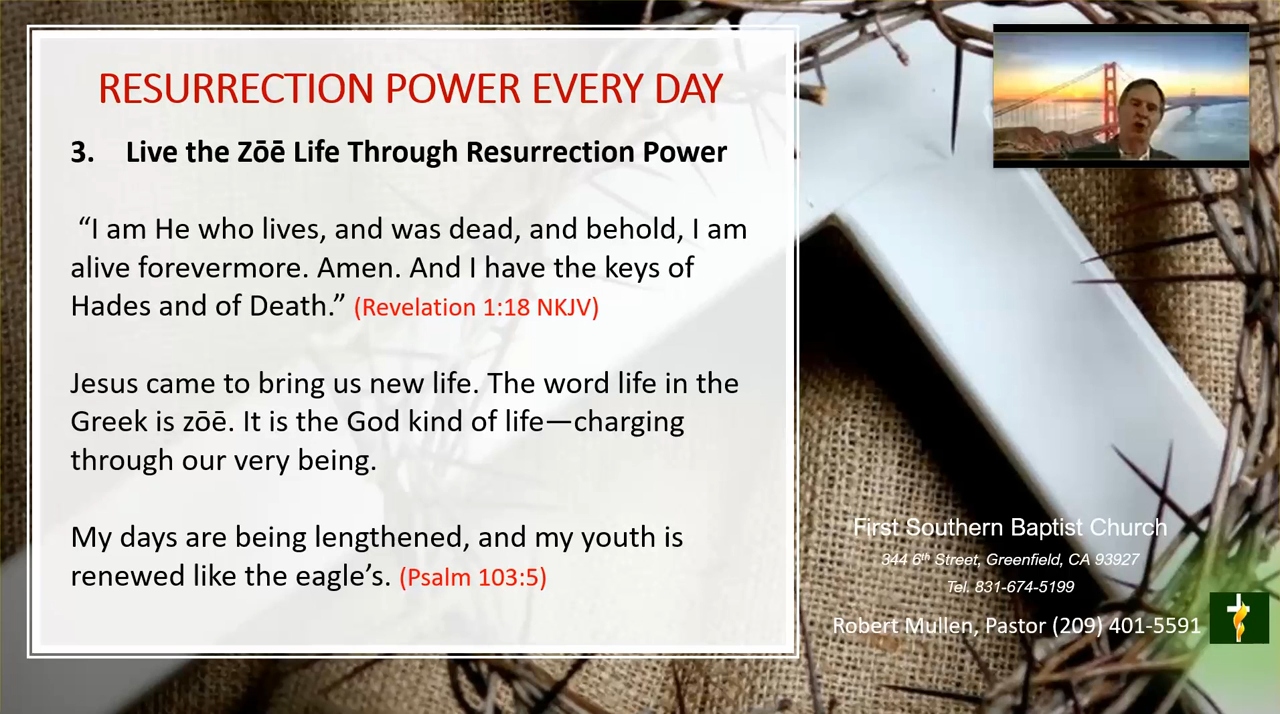 RESURRECTION POWER EVERY DAY
3. Live the Zōē Life Through Resurrection Power
“I am He who lives, and was dead, and behold, I am
alive forevermore. Amen. And I have the keys of
Hades and of Death.” (Revelation 1:18 NKJV)
Jesus came to bring us new life. The word life in the
Greek is zōē. It is the God kind of life—charging
through our very being.
My days are being lengthened, and my youth is
renewed like the eagle’s. (Psalm 103:5)
First Southern Baptist Church
344 6th Street, Greenfield, CA 93927
Tel. 831-674-5199
Robert Mullen, Pastor (209) 401-5591